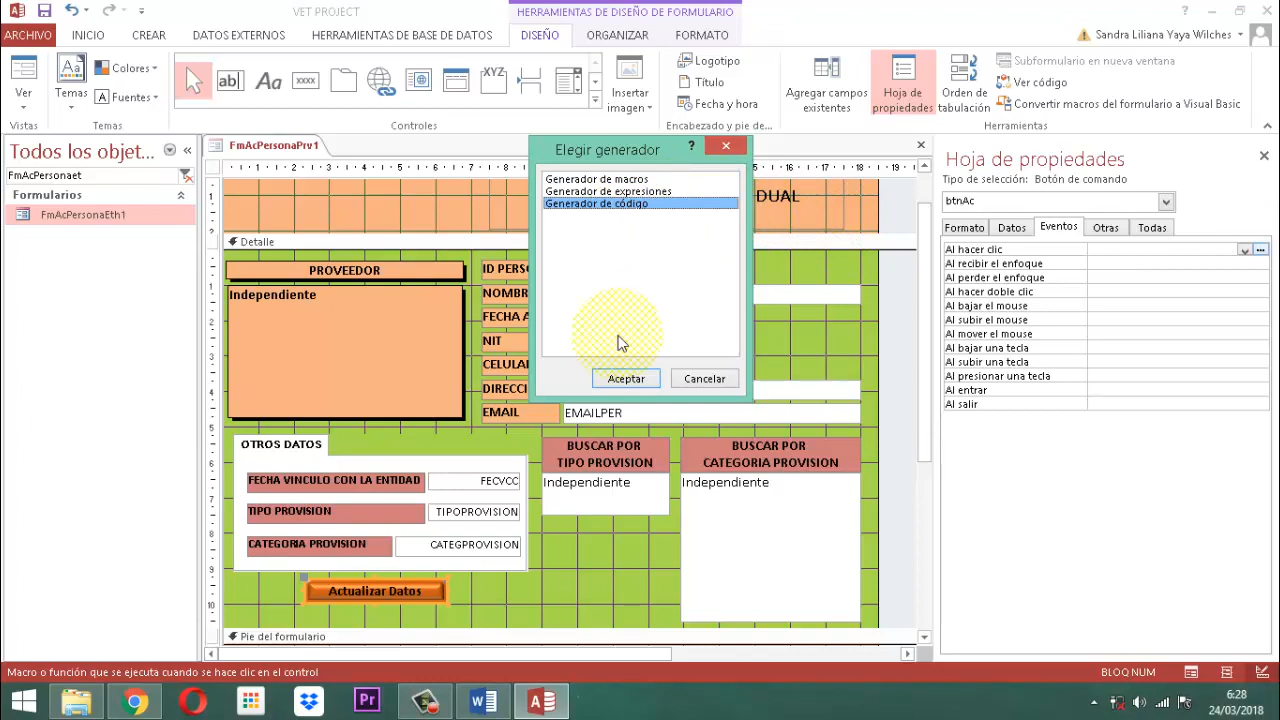 VET PROJECT
HERRAMIENTAS DE DISEÑO DE FORMULARIO
?
ARCHIVO INICIO CREAR DATOS EXTERNOS HERRAMIENTAS DE BASE DE DATOS DISEÑO ORGANIZAR FORMATO
Sandra Liliana Yaya Wilches
Ver
Vistas
Temas
Colores
Fuentes
Temas
ab|
Aa
xxxx
XYZ
Controles
Insertar
imagen
Logotipo
Título
Fecha y hora
Encabezado y pie de...
Agregar campos
existentes
Hoja de
propiedades
Orden de
tabulación
Subformulario en nueva ventana
Ver código
Convertir macros del formulario a Visual Basic
Herramientas
Todos los objet...
FmAcPersonaet
Formularios
FmAcPersonaEth1
FmAcPersonaPrv1
DUAL
Detalle
PROVEEDOR
Independiente
ID PERS
NOMBR
FECHA A
NIT
CELULAR
DIRECCI
EMAIL
EMAILPER
OTROS DATOS
FECHA VINCULO CON LA ENTIDAD
FECVCC
TIPO PROVISION
TIPOPROVISION
CATEGORIA PROVISION
CATEGPROVISION
BUSCAR POR
TIPO PROVISION
Independiente
BUSCAR POR
CATEGORIA PROVISION
Independiente
Actualizar Datos
Pie del formulario
Elegir generador
?
Generador de macros
Generador de expresiones
Generador de código
Aceptar
Cancelar
Hoja de propiedades
Tipo de selección: Botón de comando
btnAc
Formato Datos Eventos Otras Todas
Al hacer clic
Al recibir el enfoque
Al perder el enfoque
Al hacer doble clic
Al bajar el mouse
Al subir el mouse
Al mover el mouse
Al bajar una tecla
Al subir una tecla
Al presionar una tecla
Al entrar
Al salir
Macro o función que se ejecuta cuando se hace clic en el control
BLOQ NUM
Pr
6:28
24/03/2018